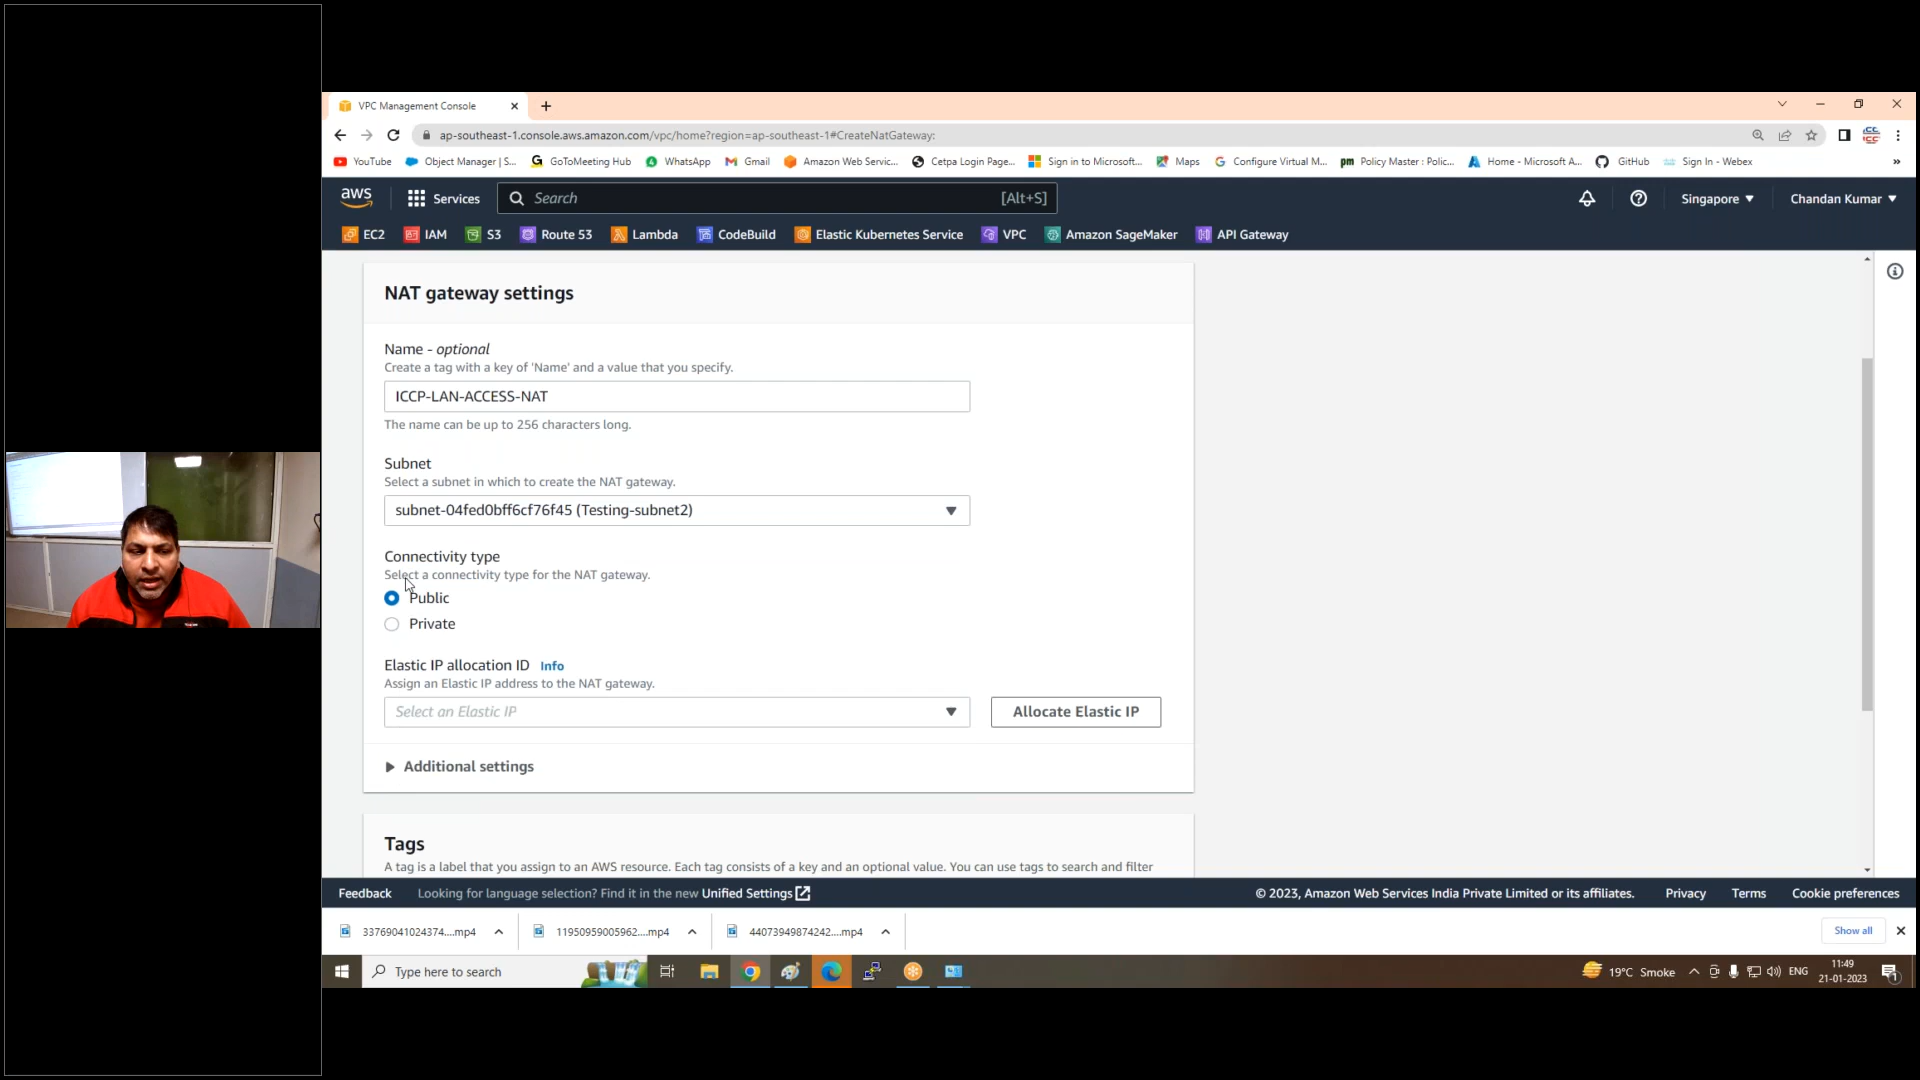 VPC Management Console
ap-southeast-1.console.aws.amazon.com/vpc/home?region=ap-southeast-1#CreateNatGateway:
YouTube
Object Manager | S...
GoToMeeting Hub
WhatsApp
Gmail
Amazon Web Servic...
Cetpa Login Page...
Sign in to Microsoft...
Maps
Configure Virtual M...
Policy Master : Polic...
Home - Microsoft A...
GitHub
Sign In - Webex
aws
Services
Search
[Alt+S]
Singapore
Chandan Kumar
EC2
IAM
S3
Route 53
Lambda
CodeBuild
Elastic Kubernetes Service
VPC
Amazon SageMaker
API Gateway
NAT gateway settings
Name - optional
Create a tag with a key of 'Name' and a value that you specify.
ICCP-LAN-ACCESS-NAT
The name can be up to 256 characters long.
Subnet
Select a subnet in which to create the NAT gateway.
subnet-04fed0bff6cf76f45 (Testing-subnet2)
Connectivity type
Select a connectivity type for the NAT gateway.
Public
Private
Elastic IP allocation ID Info
Assign an Elastic IP address to the NAT gateway.
Select an Elastic IP
Allocate Elastic IP
Additional settings
Tags
A tag is a label that you assign to an AWS resource. Each tag consists of a key and an optional value. You can use tags to search and filter
Feedback
Looking for language selection? Find it in the new Unified Settings
© 2023, Amazon Web Services India Private Limited or its affiliates.
Privacy
Terms
Cookie preferences
33769041024374....mp4
11950959005962....mp4
44073949874242....mp4
Show all
Type here to search
19°C Smoke
ENG
11:49
21-01-2023